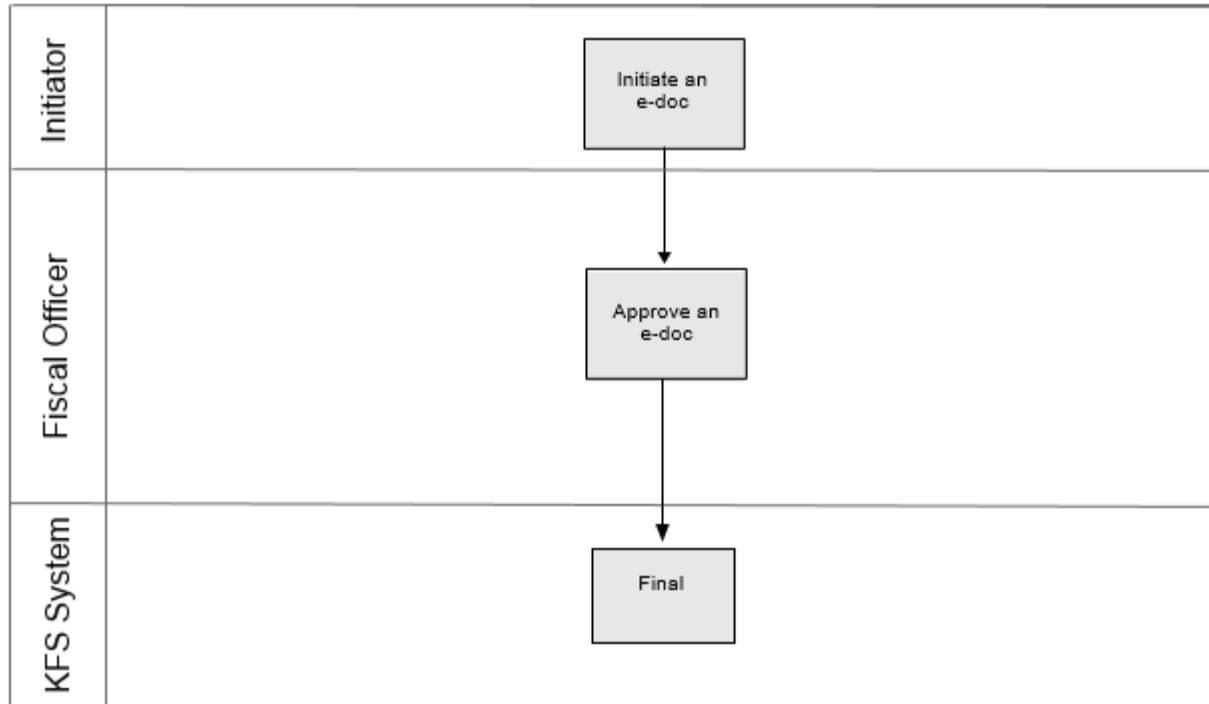 Initiator
Initiate an
e-doc
Fiscal Officer
Approve an
e-doc
KFS System
Final